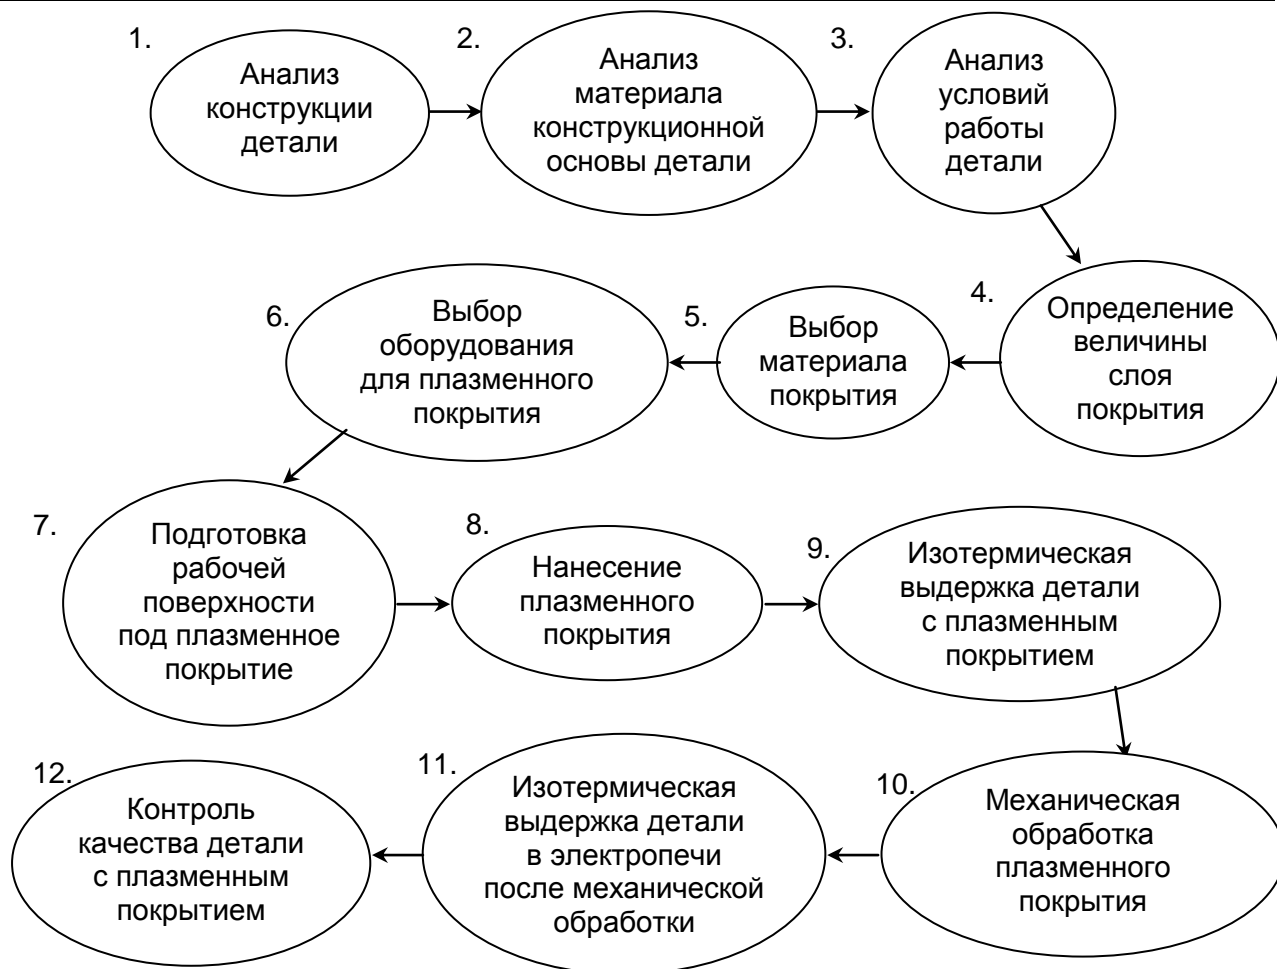 1.
Анализ
конструкции
детали
2.
Анализ
материала
конструкционной
основы детали
3.
Анализ
условий
работы
детали
4.
Определение
величины
слоя
покрытия
5.
Выбор
материала
покрытия
6.
Выбор
оборудования
для плазменного
покрытия
7.
Подготовка
рабочей
поверхности
под плазменное
покрытие
8.
Нанесение
плазменного
покрытия
9.
Изотермическая
выдержка детали
с плазменным
покрытием
10.
Механическая
обработка
плазменного
покрытия
11.
Изотермическая
выдержка детали
в электропечи
после механической
обработки
12.
Контроль
качества детали
с плазменным
покрытием